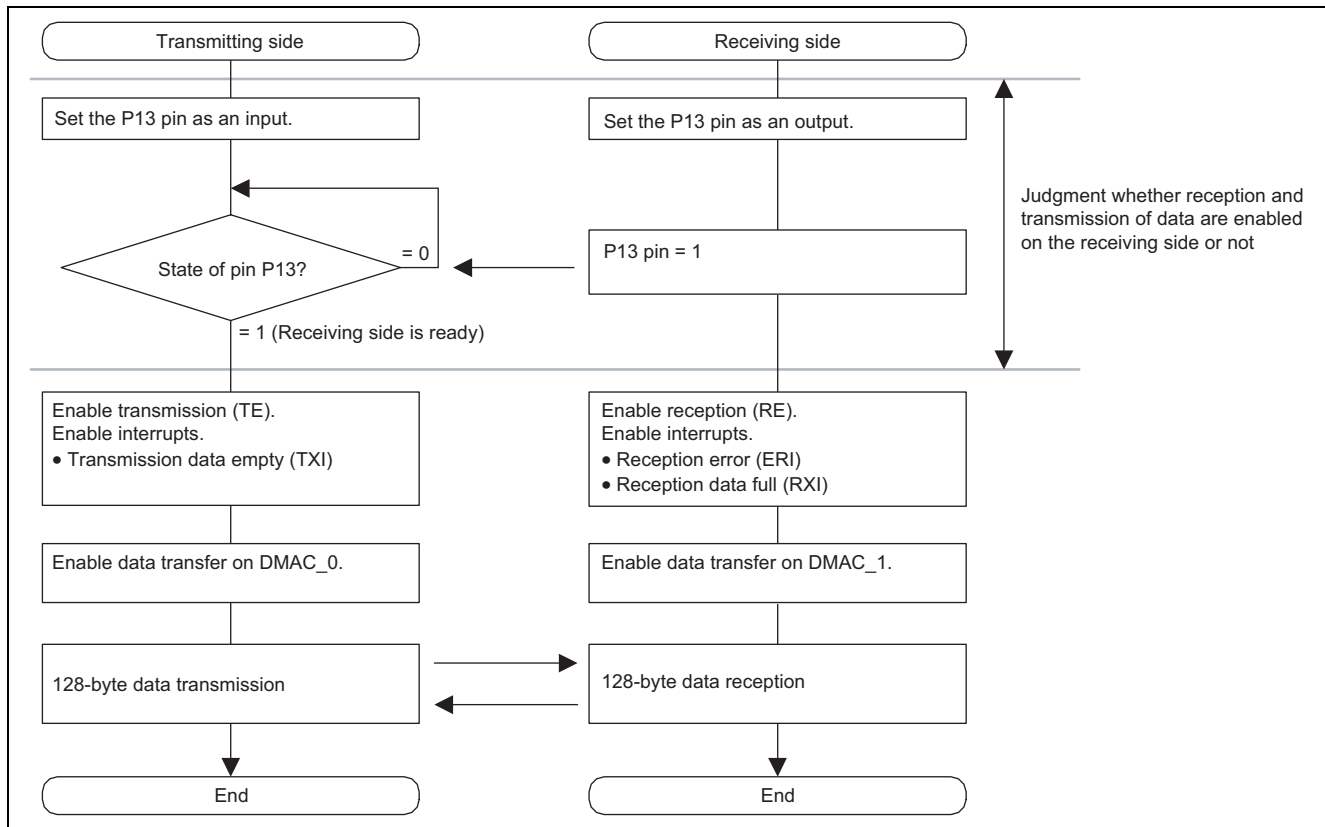 Transmitting side
Receiving side
Set the P13 pin as an input.
Set the P13 pin as an output.
Judgment whether reception and
transmission of data are enabled
on the receiving side or not
State of pin P13?
= 0
P13 pin = 1
= 1 (Receiving side is ready)
Enable transmission (TE).
Enable interrupts.
• Transmission data empty (TXI)
Enable reception (RE).
Enable interrupts.
• Reception error (ERI)
• Reception data full (RXI)
Enable data transfer on DMAC_0.
Enable data transfer on DMAC_1.
128-byte data transmission
128-byte data reception
End
End